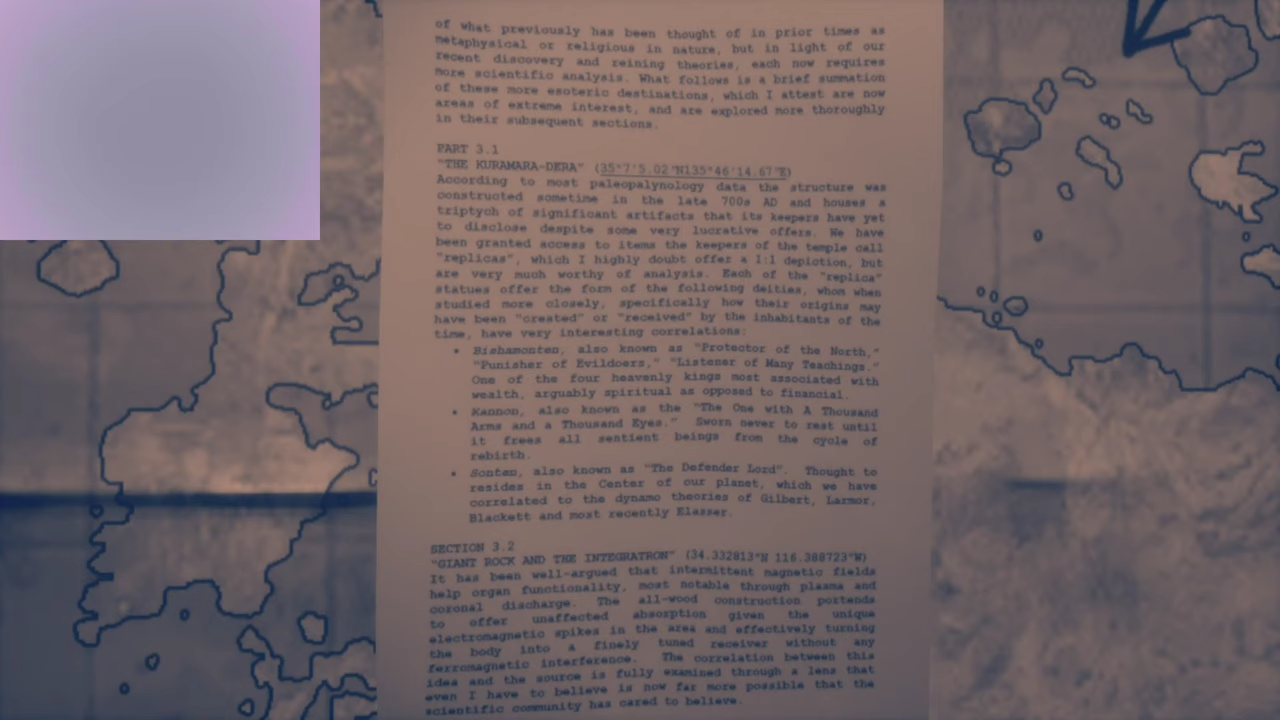 of what previously has been thought of in prior times as
metaphysical or religious in nature, but in light of our
recent discovery and reining theories, each now requires
more scientific analysis. What follows is a brief summation
of these more esoteric destinations, which I attest are now
areas of extreme interest, and are explored more thoroughly
in their subsequent sections.
PART 3.1
"THE KURAMARA-DERA" (35°7'5.02"N135°46'14.67"E)
According to most paleopalynology data the structure was
constructed sometime in the late 700s AD and houses a
triptych of significant artifacts that its keepers have yet
to disclose despite some very lucrative offers. We have
been granted access to items the keepers of the temple call
"replicas", which I highly doubt offer a 1:1 depiction, but
are very much worthy of analysis. Each of the "replica"
statues offer the form of the following deities, whom when
studied more closely, specifically how their origins may
have been "created" or "received" by the inhabitants of the
time, have very interesting correlations:
• Bishamonten, also known as "Protector of the North,"
"Punisher of Evildoers," "Listener of Many Teachings."
One of the four heavenly kings most associated with
wealth, arguably spiritual as opposed to financial.
• Kannon, also known as the "The One with A Thousand
Arms and a Thousand Eyes." Sworn never to rest until
it frees all sentient beings from the cycle of
rebirth.
• Sonten, also known as "The Defender Lord". Thought to
resides in the Center of our planet, which we have
correlated to the dynamo theories of Gilbert, Larmor,
Blackett and most recently Elasser.
SECTION 3.2
"GIANT ROCK AND THE INTEGRATRON" (34.332813°N 116.388723°W)
It has been well-argued that intermittent magnetic fields
help organ functionality, most notable through plasma and
coronal discharge. The all-wood construction portends
to offer unaffected absorption given the unique
electromagnetic spikes in the area and effectively turning
the body into a finely tuned receiver without any
ferromagnetic interference. The correlation between this
idea and the source is fully examined through a lens that
even I have to believe is now far more possible that the
scientific community has cared to believe.